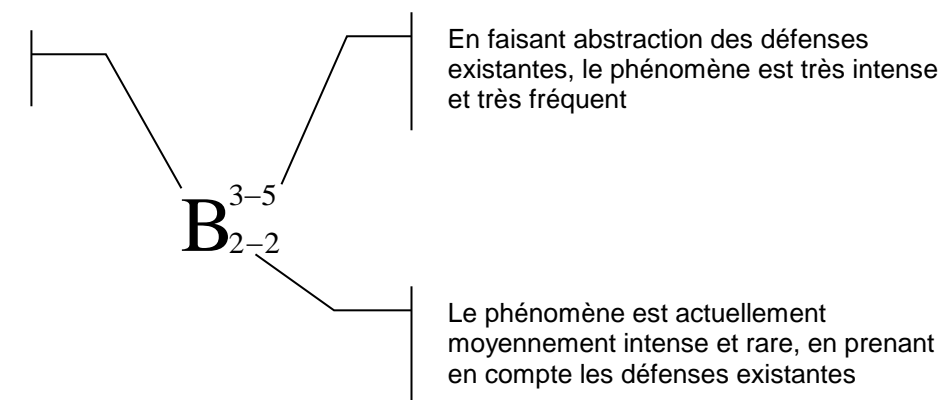 En faisant abstraction des défenses
existantes, le phénomène est très intense
et très fréquent
B 3–5 2–2
Le phénomène est actuellement
moyennement intense et rare, en prenant
en compte les défenses existantes